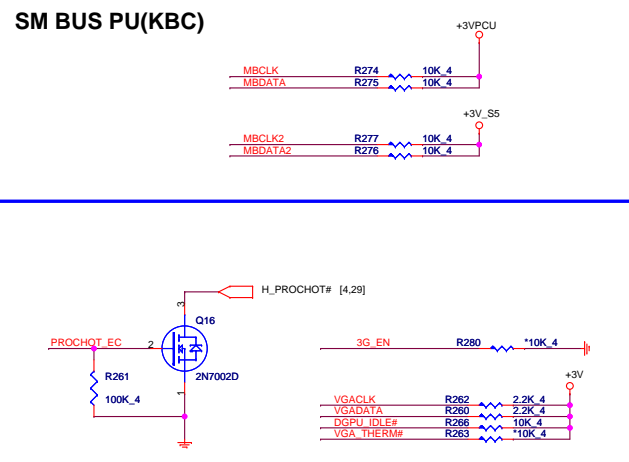 SM BUS PU(KBC)
+3VPCU
MBCLK R274 10K_4
MBDATA R275 10K_4
+3V_S5
MBCLK2 R277 10K_4
MBDATA2 R276 10K_4
H_PROCHOT# [4,29]
3
Q16
PROCHOT_EC 2
2N7002D
R261
100K_4
1
3G_EN R280 *10K_4
+3V
VGACLK R262 2.2K_4
VGADATA R260 2.2K_4
DGPU_IDLE# R266 10K_4
VGA_THERM# R263 *10K_4